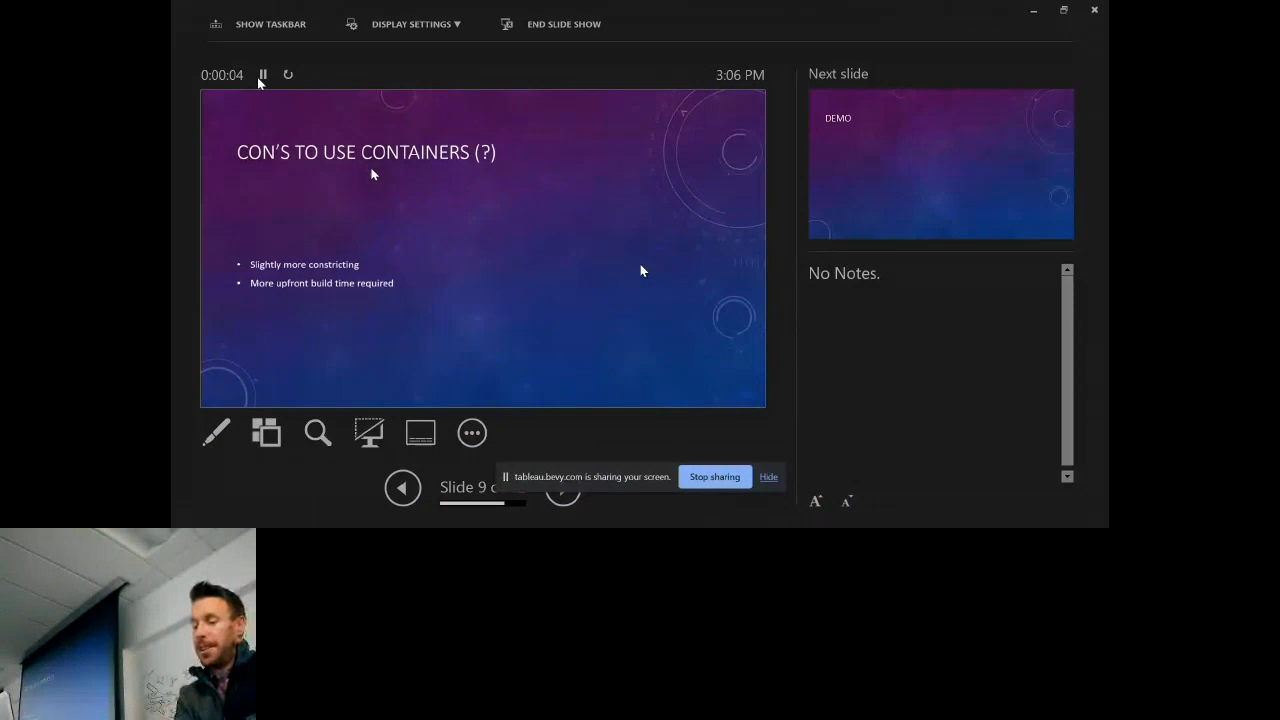 SHOW TASKBAR
DISPLAY SETTINGS ▼
END SLIDE SHOW
0:00:04
3:06 PM
Next slide
CON'S TO USE CONTAINERS (?)
• Slightly more constricting
• More upfront build time required
DEMO
No Notes.
tableau.bevy.com is sharing your screen.
Stop sharing
Hide
Slide 9
A
A